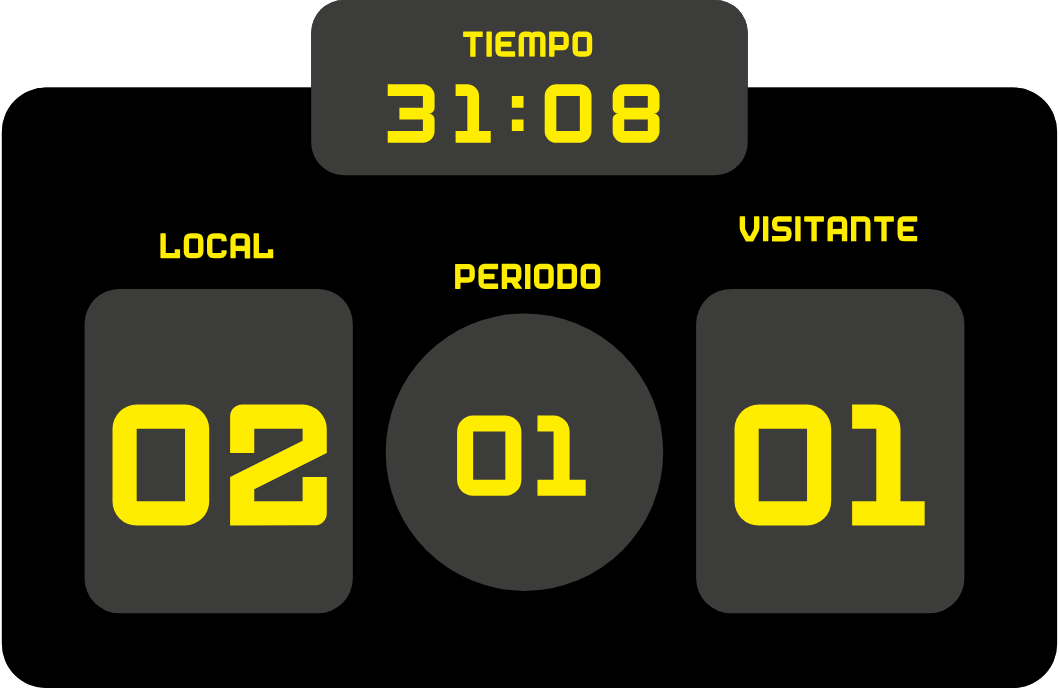 TIEMPO
31:08
LOCAL
VISITANTE
PERIODO
02
01
01